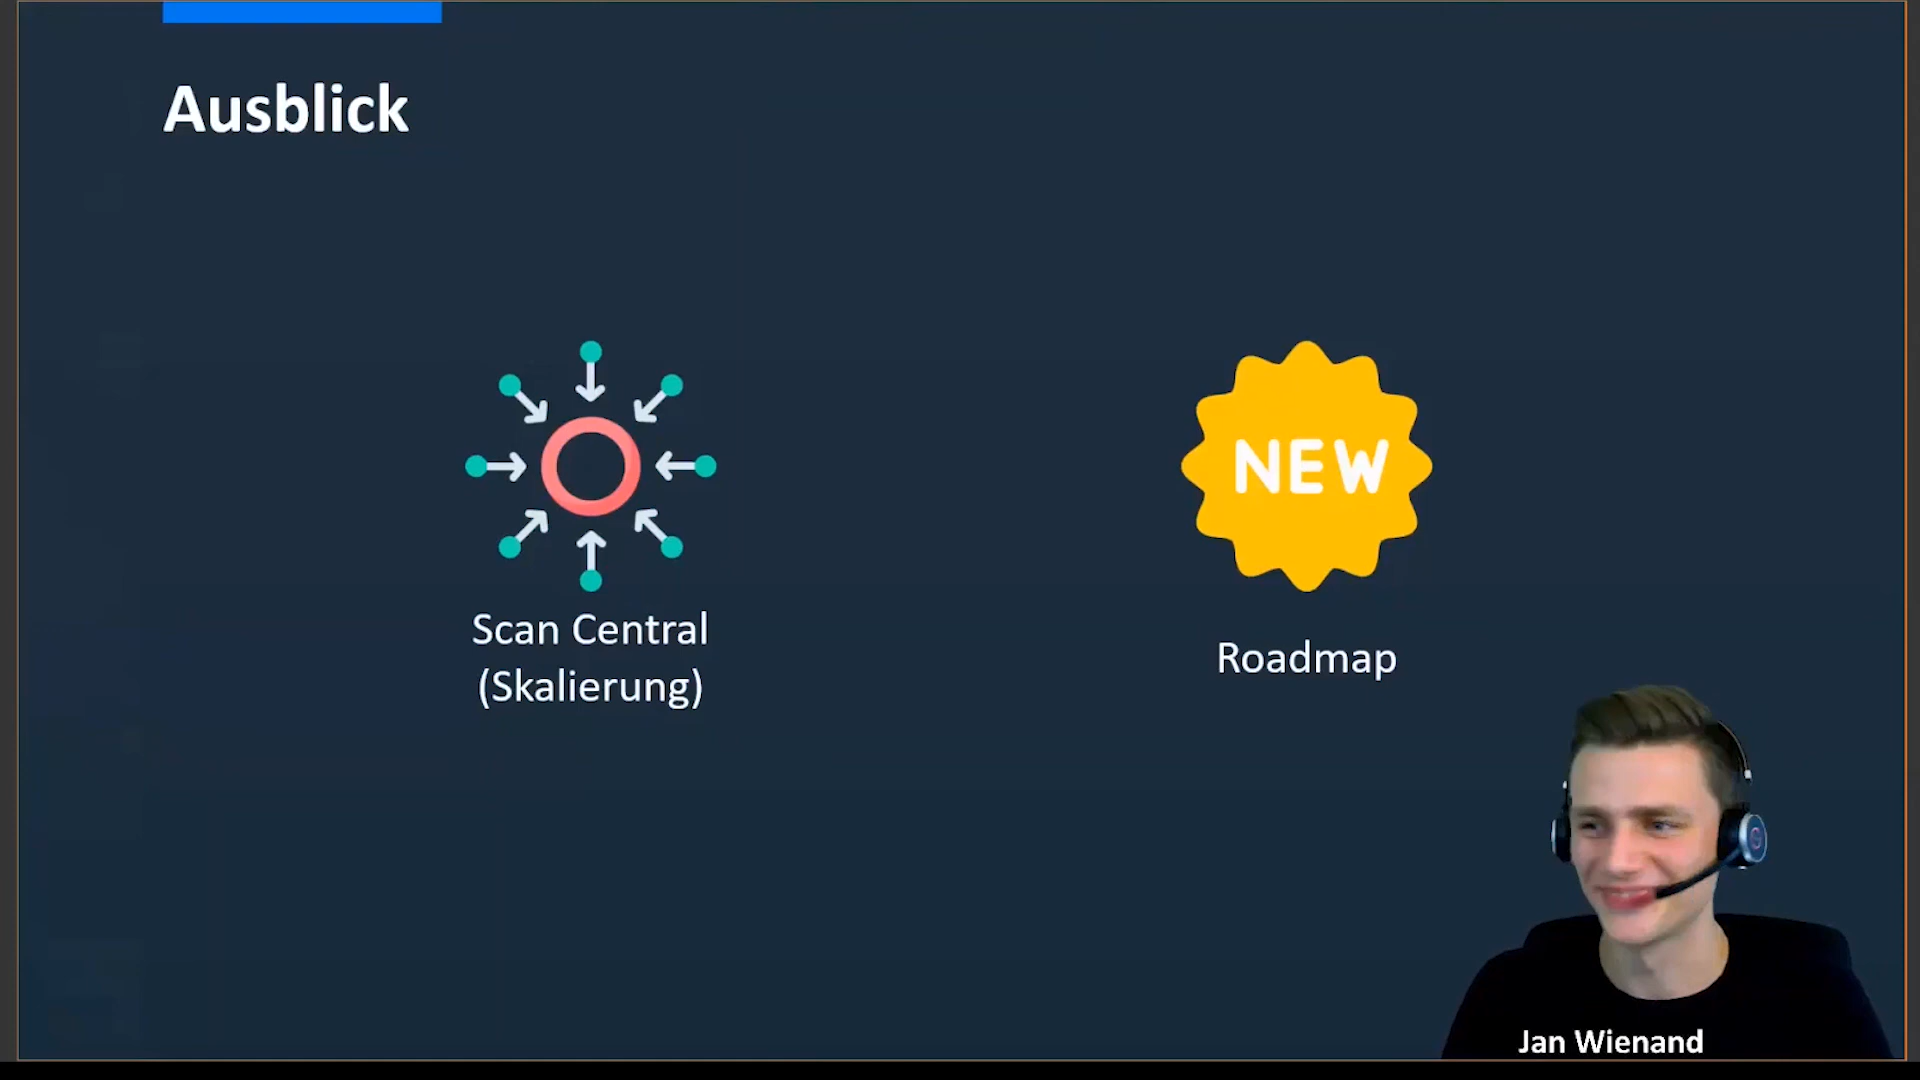 Ausblick
NEW
Scan Central
(Skalierung)
Roadmap
Jan Wienand